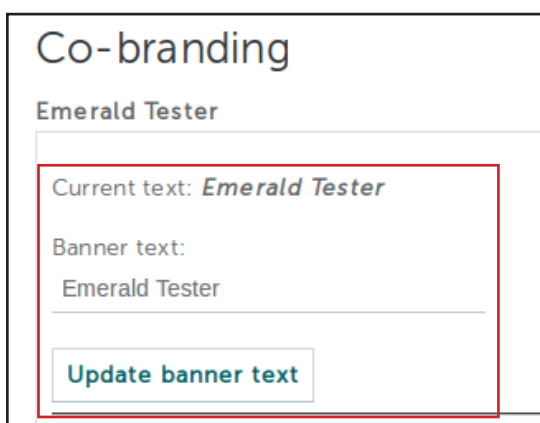 Co-branding
Emerald Tester
Current text: Emerald Tester
Banner text:
Emerald Tester
Update banner text